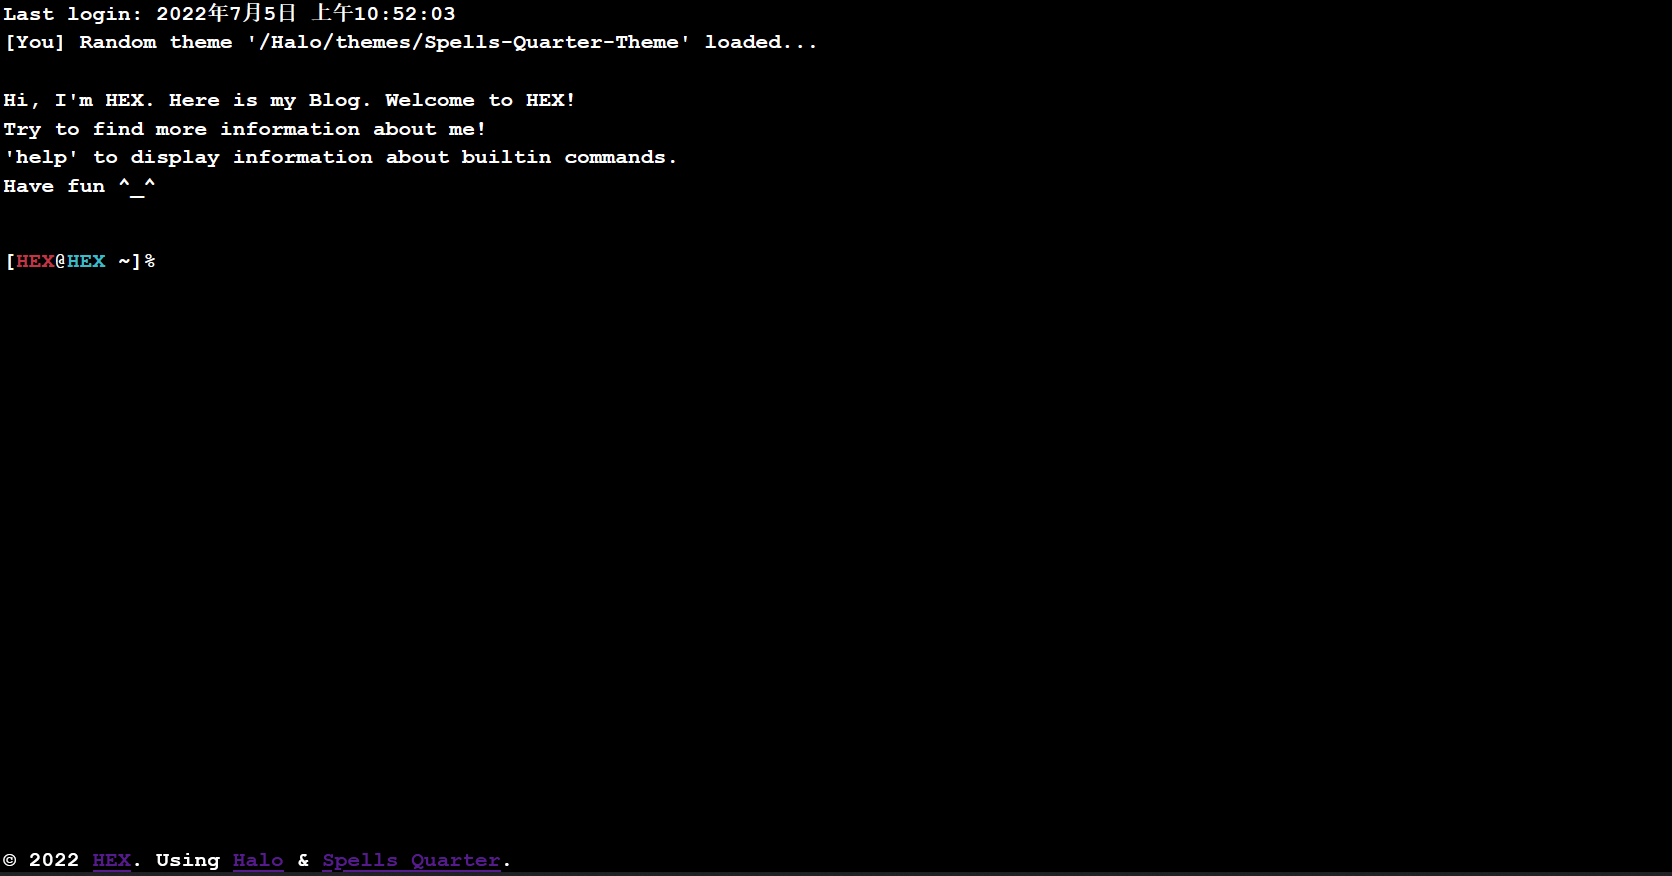 Last login: 2022年7月5日 上午10:52:03
[You] Random theme '/Halo/themes/Spells-Quarter-Theme' loaded...
Hi, I'm HEX. Here is my Blog. Welcome to HEX!
Try to find more information about me!
'help' to display information about builtin commands.
Have fun ^_^
[HEX@HEX ~]%
© 2022 HEX. Using Halo & Spells Quarter.